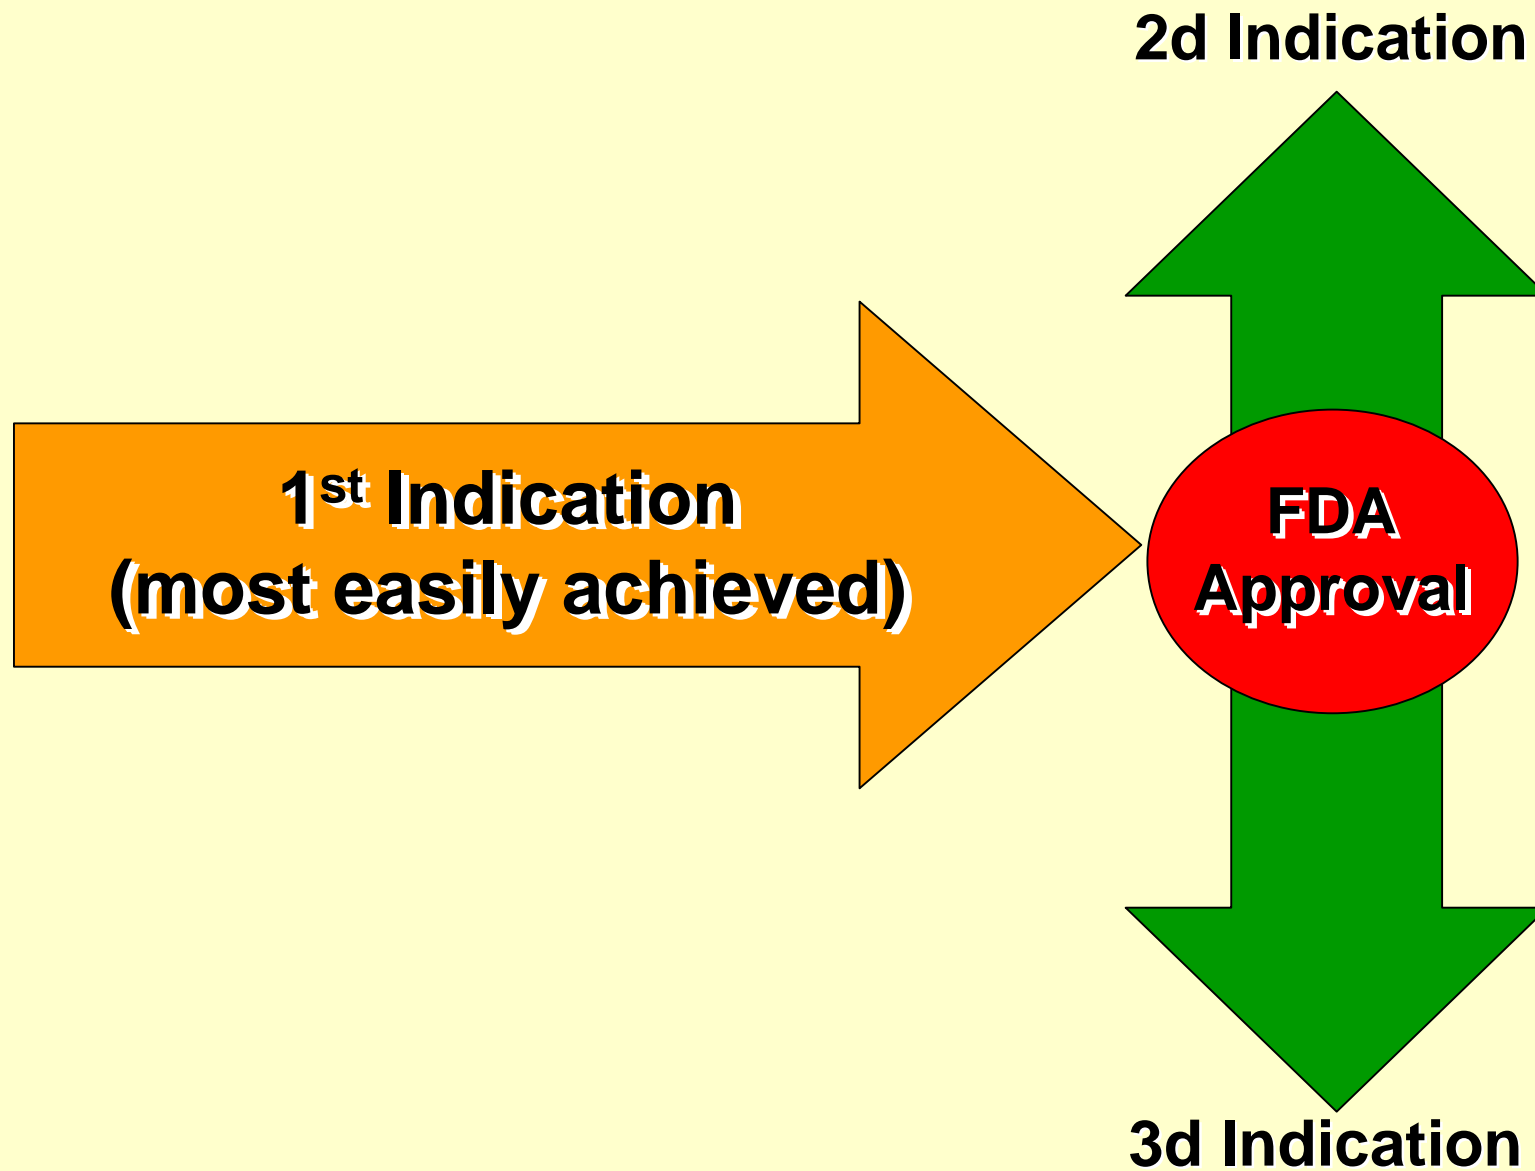 2d Indication
1st Indication
(most easily achieved)
FDA
Approval
3d Indication